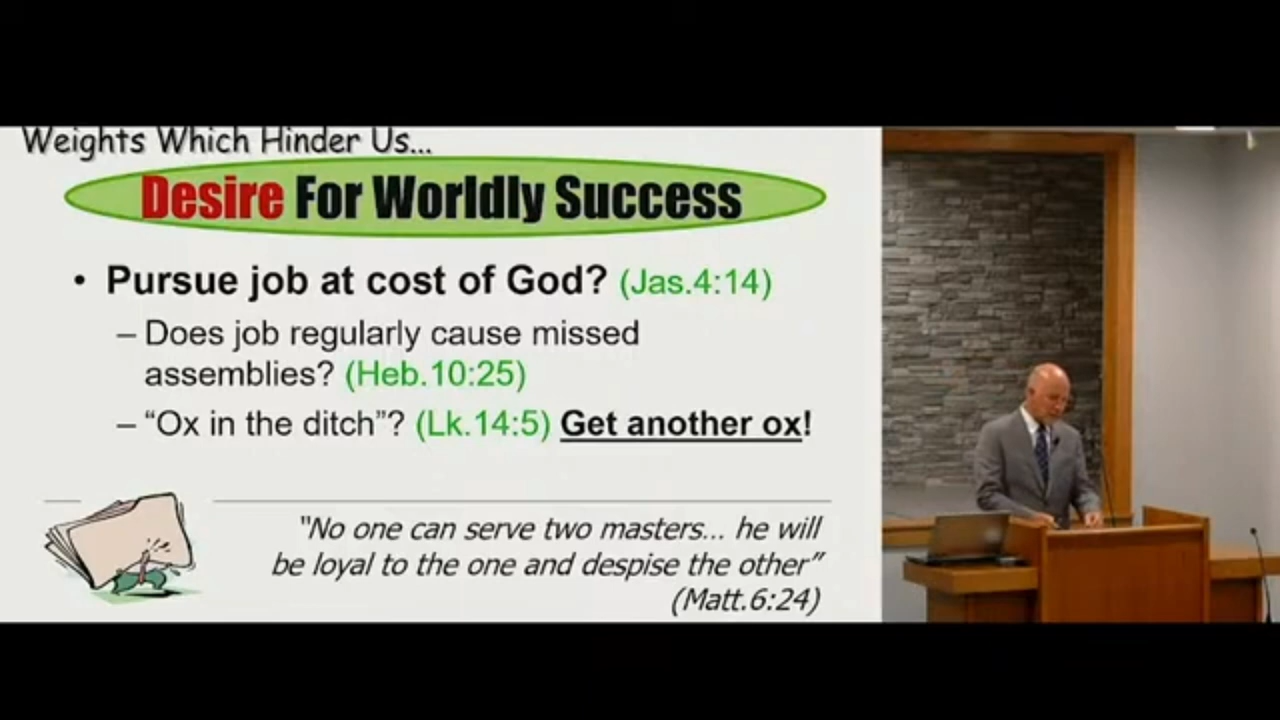 Weights Which Hinder Us...
Desire For Worldly Success
• Pursue job at cost of God? (Jas.4:14)
– Does job regularly cause missed
assemblies? (Heb.10:25)
– “Ox in the ditch”? (Lk.14:5) Get another ox!
"No one can serve two masters... he will
be loyal to the one and despise the other”
(Matt.6:24)